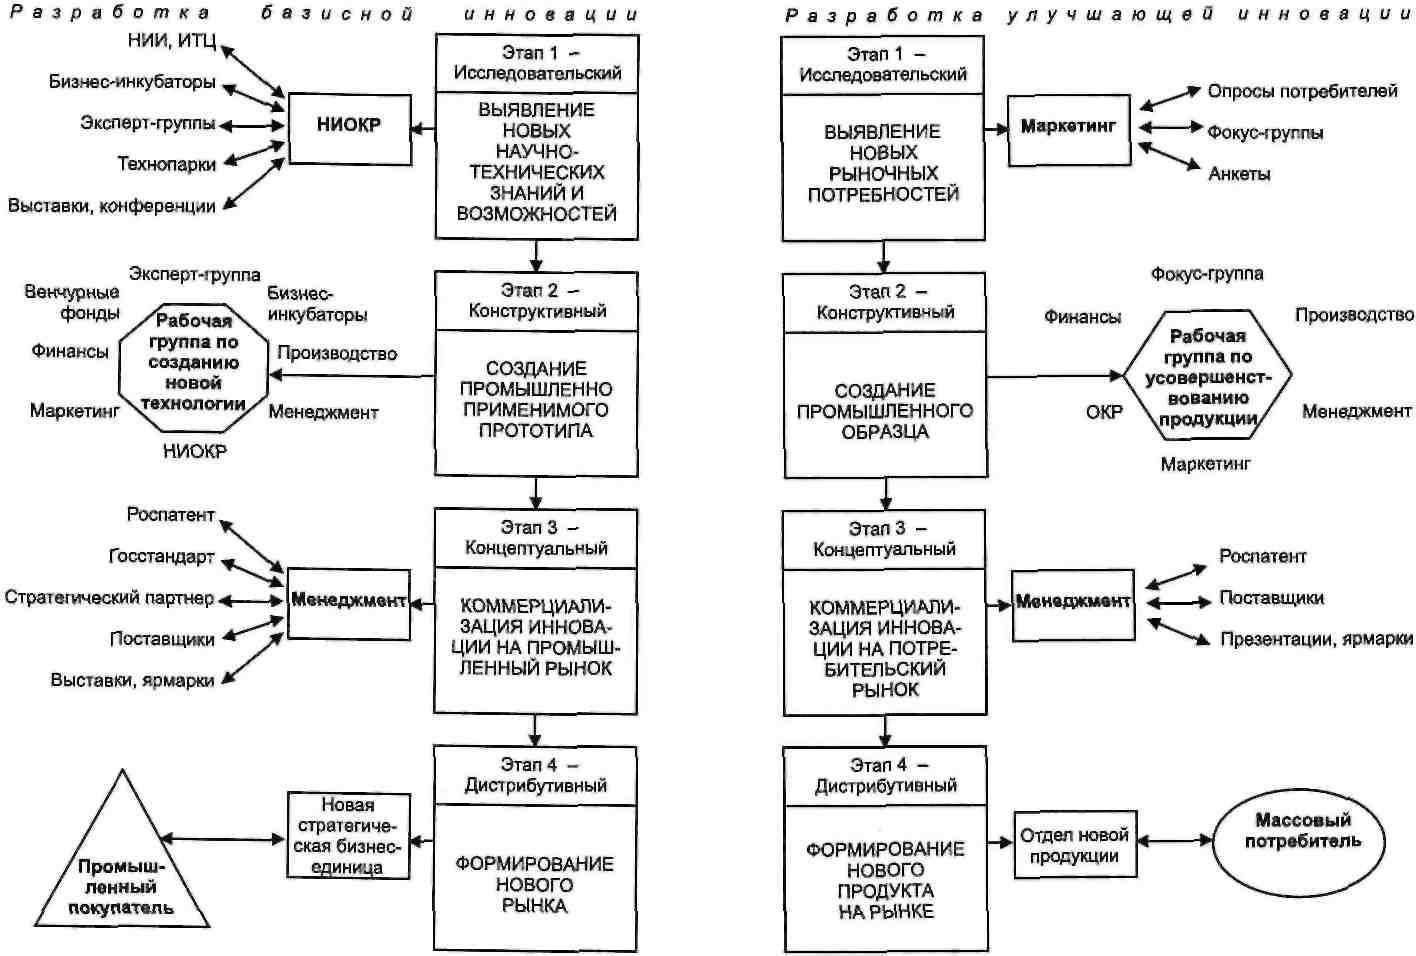 Разработка базисной инновации
НИИ, ИТЦ
Бизнес-инкубаторы
Эксперт-группы
Технопарки
Выставки, конференции
НИОКР
Этап 1 –
Исследовательский
ВЫЯВЛЕНИЕ
НОВЫХ
НАУЧНО-
ТЕХНИЧЕСКИХ
ЗНАНИЙ И
ВОЗМОЖНОСТЕЙ
Эксперт-группа
Венчурные
фонды
Бизнес-
инкубаторы
Финансы
Производство
Маркетинг
Менеджмент
НИОКР
Рабочая
группа по
созданию
новой
технологии
Этап 2 –
Конструктивный
СОЗДАНИЕ
ПРОМЫШЛЕННО
ПРИМЕНИМОГО
ПРОТОТИПА
Роспатент
Госстандарт
Стратегический партнер
Поставщики
Выставки, ярмарки
Менеджмент
Этап 3 –
Концептуальный
КОММЕРЦИАЛИ-
ЗАЦИЯ ИННОВА-
ЦИИ НА ПРОМЫШ-
ЛЕННЫЙ РЫНОК
Промыш-
ленный
покупатель
Новая
стратегиче-
ская бизнес-
единица
Этап 4 –
Дистрибутивный
ФОРМИРОВАНИЕ
НОВОГО
РЫНКА
Разработка улучшающей инновации
Этап 1 –
Исследовательский
ВЫЯВЛЕНИЕ
НОВЫХ
РЫНОЧНЫХ
ПОТРЕБНОСТЕЙ
Маркетинг
Опросы потребителей
Фокус-группы
Анкеты
Этап 2 –
Конструктивный
СОЗДАНИЕ
ПРОМЫШЛЕННОГО
ОБРАЗЦА
Фокус-группа
Финансы
Производство
ОКР
Менеджмент
Маркетинг
Рабочая
группа по
усовершенст-
вованию
продукции
Этап 3 –
Концептуальный
КОММЕРЦИАЛИ-
ЗАЦИЯ ИННОВА-
ЦИИ НА ПОТРЕ-
БИТЕЛЬСКИЙ
РЫНОК
Менеджмент
Роспатент
Поставщики
Презентации, ярмарки
Этап 4 –
Дистрибутивный
ФОРМИРОВАНИЕ
НОВОГО
ПРОДУКТА
НА РЫНКЕ
Отдел новой
продукции
Массовый
потребитель